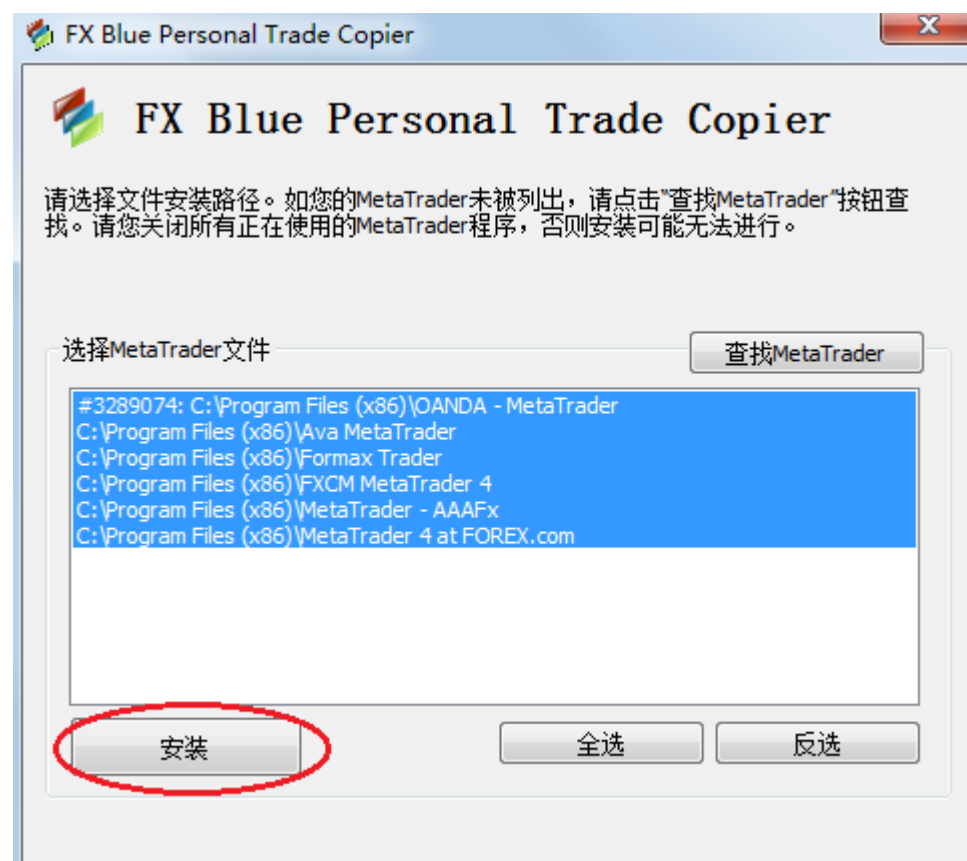 FX Blue Personal Trade Copier
FX Blue Personal Trade Copier
请选择文件安装路径。如您的MetaTrader未被列出，请点击"查找MetaTrader"按钮查
找。请您关闭所有正在使用的MetaTrader程序，否则安装可能无法进行。
选择MetaTrader文件
查找MetaTrader
#3289074: C:\Program Files (x86)\OANDA - MetaTrader
C:\Program Files (x86)\Ava MetaTrader
C:\Program Files (x86)\Formax Trader
C:\Program Files (x86)\FXCM MetaTrader 4
C:\Program Files (x86)\MetaTrader - AAAFx
C:\Program Files (x86)\MetaTrader 4 at FOREX.com
安装
全选
反选